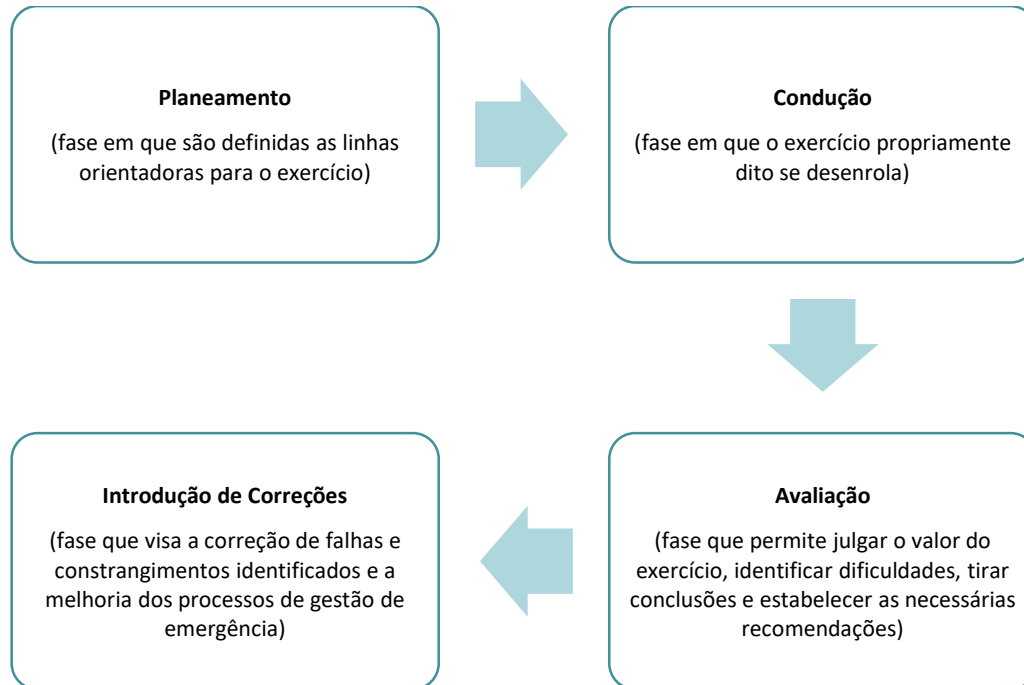 Planeamento
(fase em que são definidas as linhas
orientadoras para o exercício)
Condução
(fase em que o exercício propriamente
dito se desenrola)
Avaliação
(fase que permite julgar o valor do
exercício, identificar dificuldades, tirar
conclusões e estabelecer as necessárias
recomendações)
Introdução de Correções
(fase que visa a correção de falhas e
constrangimentos identificados e a
melhoria dos processos de gestão de
emergência)